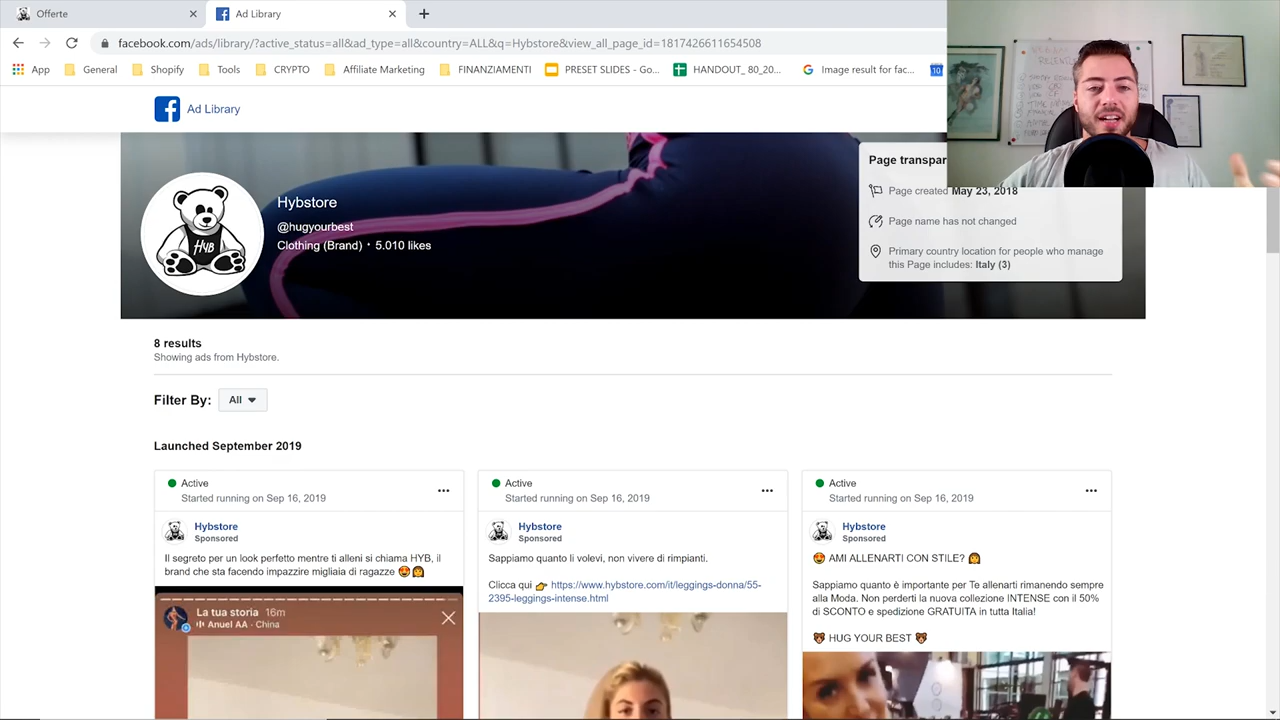 Offerte
Ad Library
facebook.com/ads/library/?active_status=all&ad_type=all&country=ALL&q=Hybstore&view_all_page_id=1817426611654508
App
General
Shopify
Tools
CRYPTO
Affiliate Marketing
FINANZIAMENTI
PRESET SLIDES - Go...
HANDOUT_ 80_20...
Image result for fac...
10
Ad Library
HYB
Hybstore
@hugyourbest
Clothing (Brand) • 5.010 likes
Page transpar
Page created May 23, 2018
Page name has not changed
Primary country location for people who manage
this Page includes: Italy (3)
8 results
Showing ads from Hybstore.
Filter By:
All
Launched September 2019
Active
Started running on Sep 16, 2019
Hybstore
Sponsored
Il segreto per un look perfetto mentre ti alleni si chiama HYB, il
brand che sta facendo impazzire migliaia di ragazze 😍👩
La tua storia 16m
Anuel AA - China
Active
Started running on Sep 16, 2019
Hybstore
Sponsored
Sappiamo quanto li volevi, non vivere di rimpianti.
Clicca qui 👉 https://www.hybstore.com/it/leggings-donna/55-
2395-leggings-intense.html
Active
Started running on Sep 16, 2019
Hybstore
Sponsored
😍 AMI ALLENARTI CON STILE? 👩
Sappiamo quanto è importante per Te allenarti rimanendo sempre
alla Moda. Non perderti la nuova collezione INTENSE con il 50%
di SCONTO e spedizione GRATUITA in tutta Italia!
🐻 HUG YOUR BEST 🐻